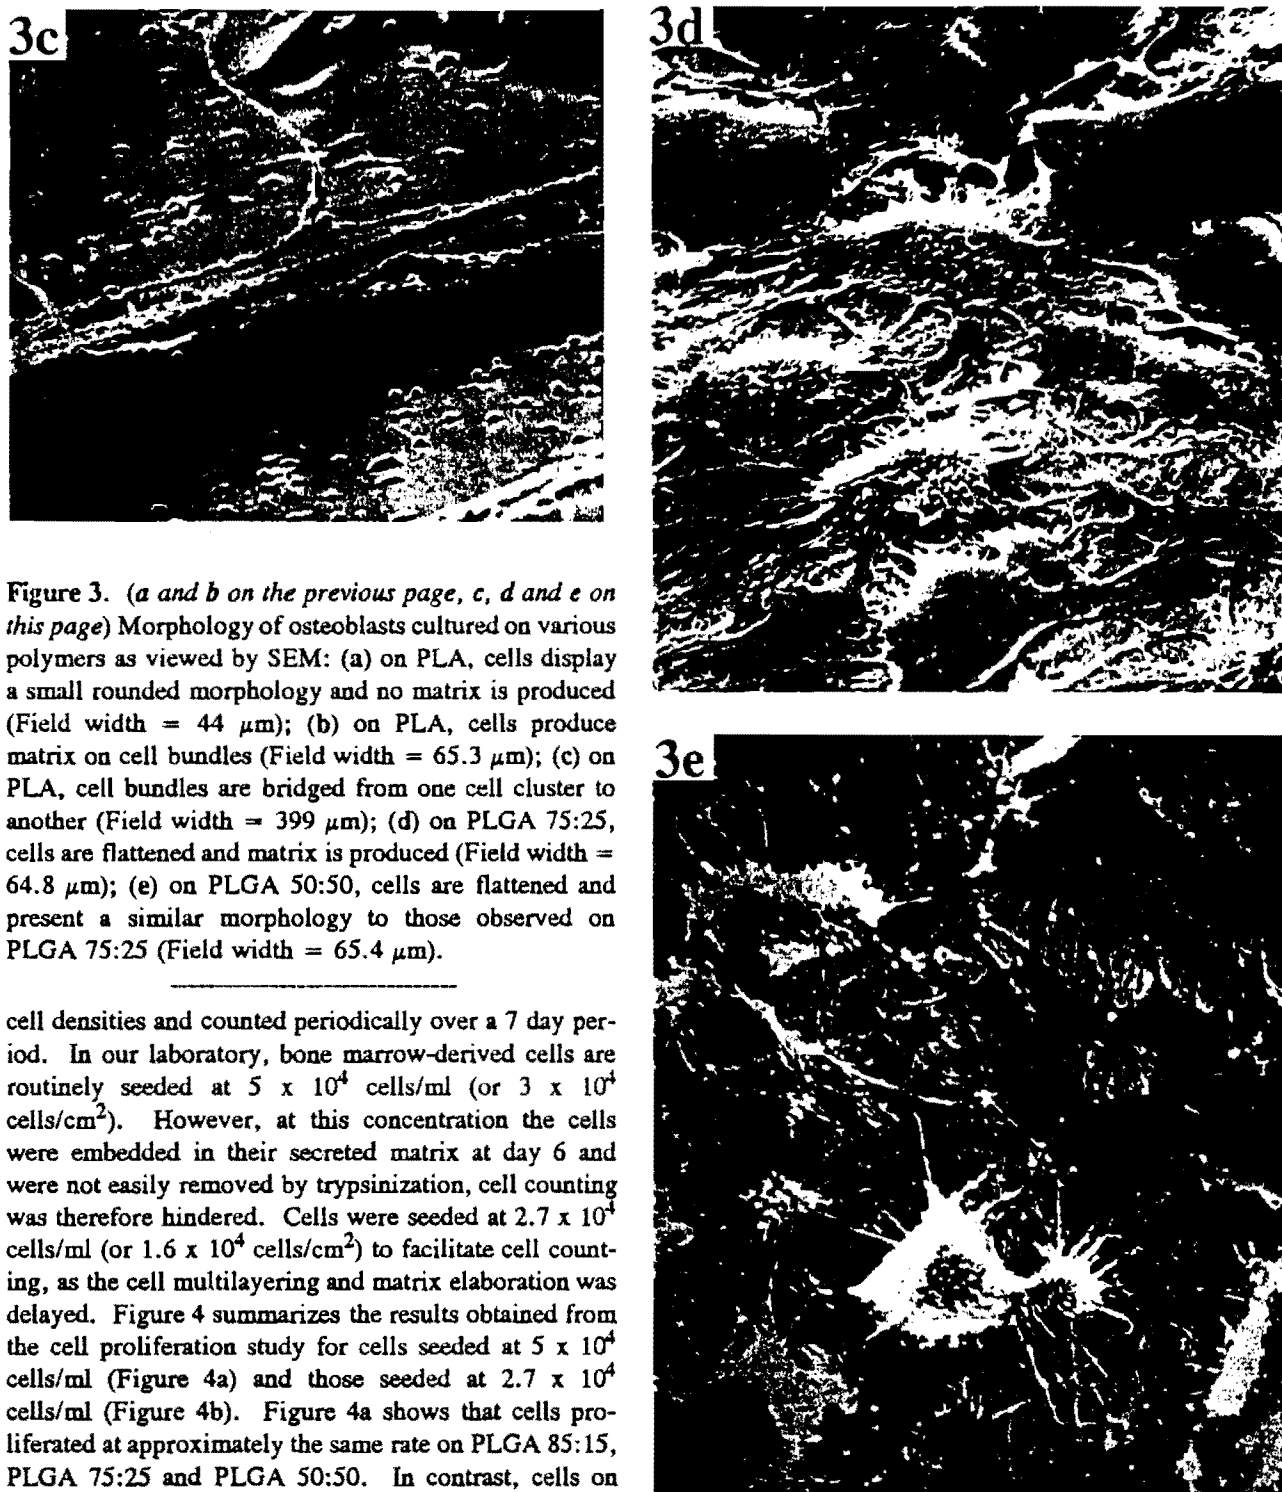 3c
3d
Figure 3. (a and b on the previous page, c, d and e on
this page) Morphology of osteoblasts cultured on various
polymers as viewed by SEM: (a) on PLA, cells display
a small rounded morphology and no matrix is produced
(Field width = 44 μm); (b) on PLA, cells produce
matrix on cell bundles (Field width = 65.3 μm); (c) on
PLA, cell bundles are bridged from one cell cluster to
another (Field width = 399 μm); (d) on PLGA 75:25,
cells are flattened and matrix is produced (Field width =
64.8 μm); (e) on PLGA 50:50, cells are flattened and
present a similar morphology to those observed on
PLGA 75:25 (Field width = 65.4 μm).
3e
cell densities and counted periodically over a 7 day per-
iod. In our laboratory, bone marrow-derived cells are
routinely seeded at 5 x 10⁴ cells/ml (or 3 x 10⁴
cells/cm²). However, at this concentration the cells
were embedded in their secreted matrix at day 6 and
were not easily removed by trypsinization, cell counting
was therefore hindered. Cells were seeded at 2.7 x 10⁴
cells/ml (or 1.6 x 10⁴ cells/cm²) to facilitate cell count-
ing, as the cell multilayering and matrix elaboration was
delayed. Figure 4 summarizes the results obtained from
the cell proliferation study for cells seeded at 5 x 10⁴
cells/ml (Figure 4a) and those seeded at 2.7 x 10⁴
cells/ml (Figure 4b). Figure 4a shows that cells pro-
liferated at approximately the same rate on PLGA 85:15,
PLGA 75:25 and PLGA 50:50. In contrast, cells on